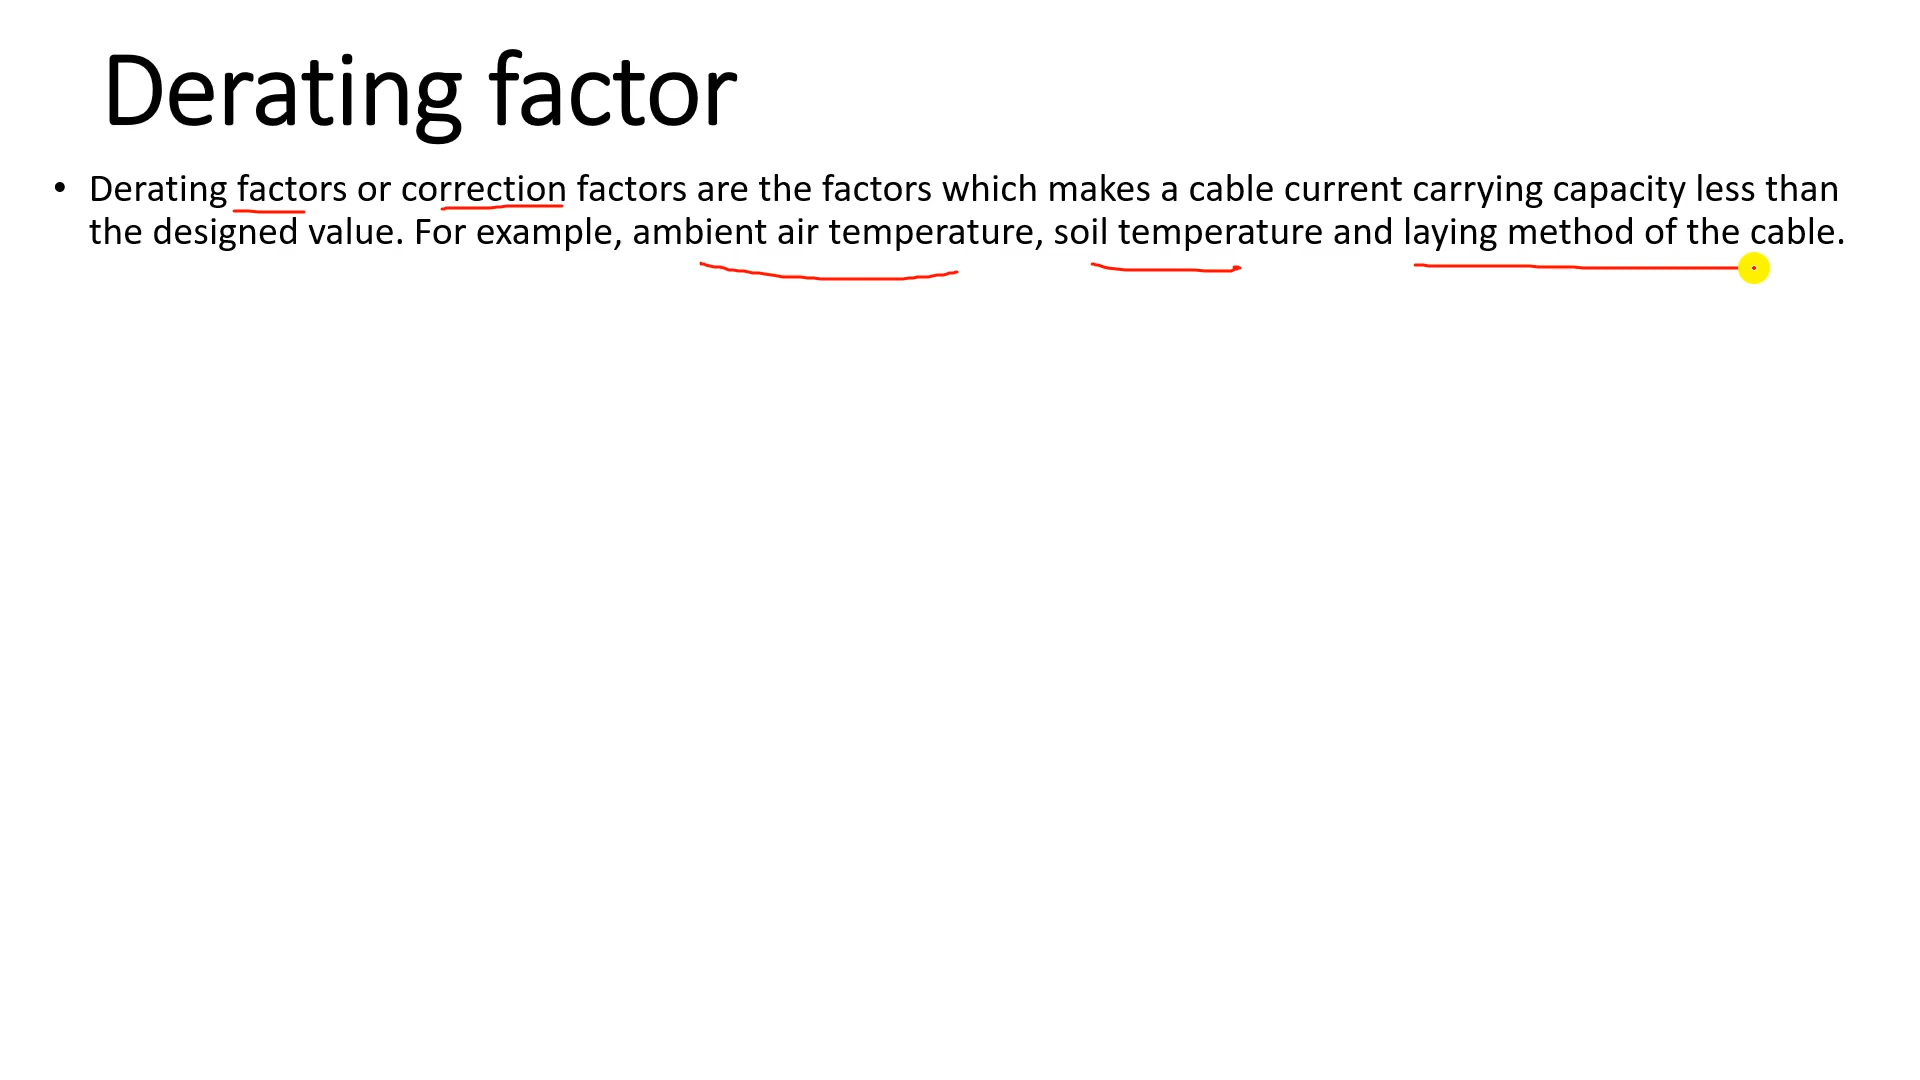 Derating factor
• Derating factors or correction factors are the factors which makes a cable current carrying capacity less than
the designed value. For example, ambient air temperature, soil temperature and laying method of the cable.